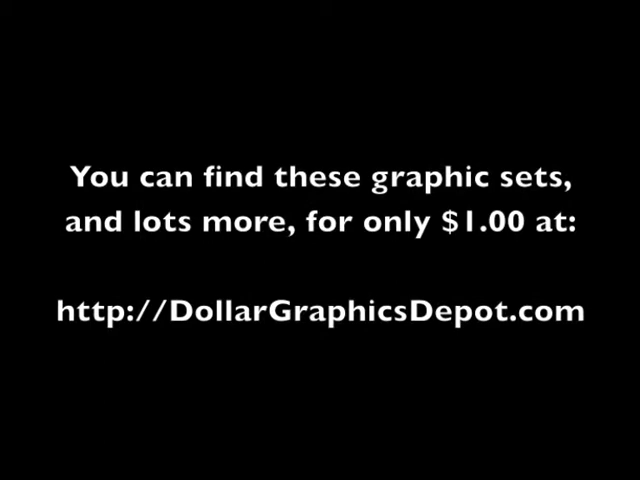 You can find these graphic sets,
and lots more, for only $1.00 at:
http://DollarGraphicsDepot.com